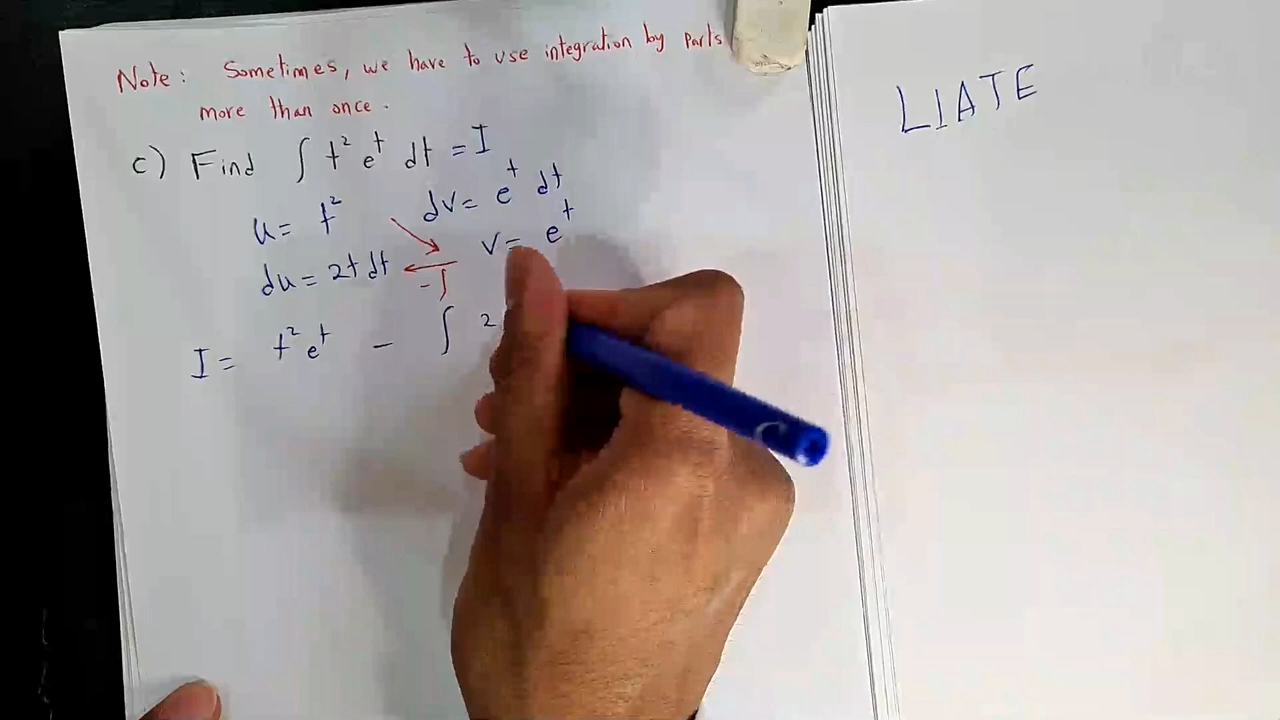 Note: Sometimes, we have to use integration by parts
more than once.
c) Find ∫ t² eᵗ dt = I
u = t² dv = eᵗ dt
du = 2t dt -∫ v = eᵗ
I = t² eᵗ - ∫ 2
LIATE